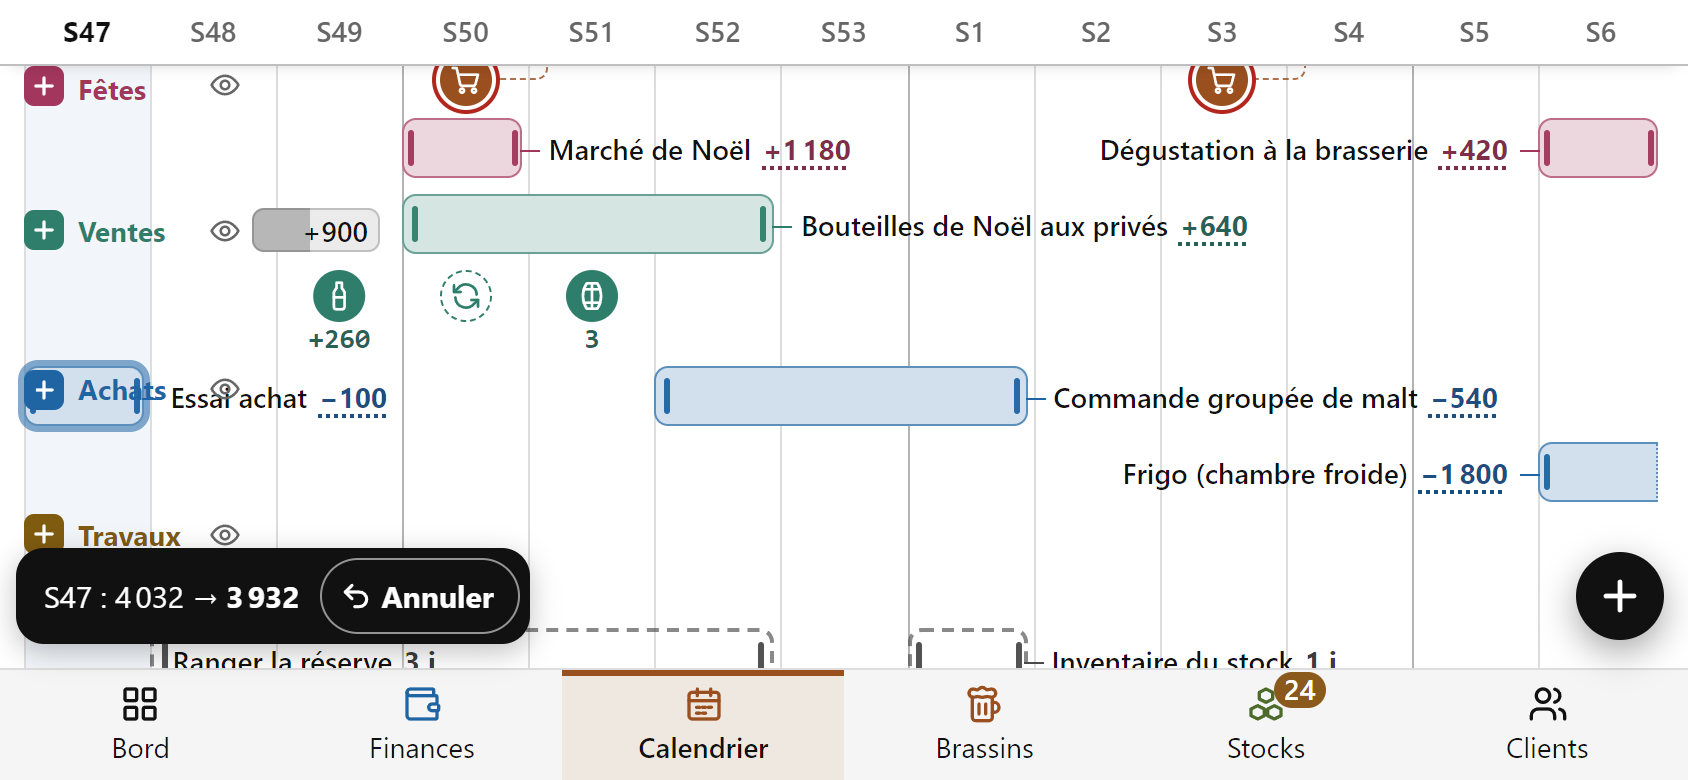 S47 S48 S49 S50 S51 S52 S53 S1 S2 S3 S4 S5 S6
Fêtes
Marché de Noël +1 180
Dégustation à la brasserie +420
Ventes
+900
Bouteilles de Noël aux privés +640
+260
3
Achats
Essai achat −100
Commande groupée de malt −540
Frigo (chambre froide) −1 800
Travaux
S47 : 4 032 → 3 932 Annuler
Ranger la réserve 3 j
Inventaire du stock 1 j
24
Bord Finances Calendrier Brassins Stocks Clients